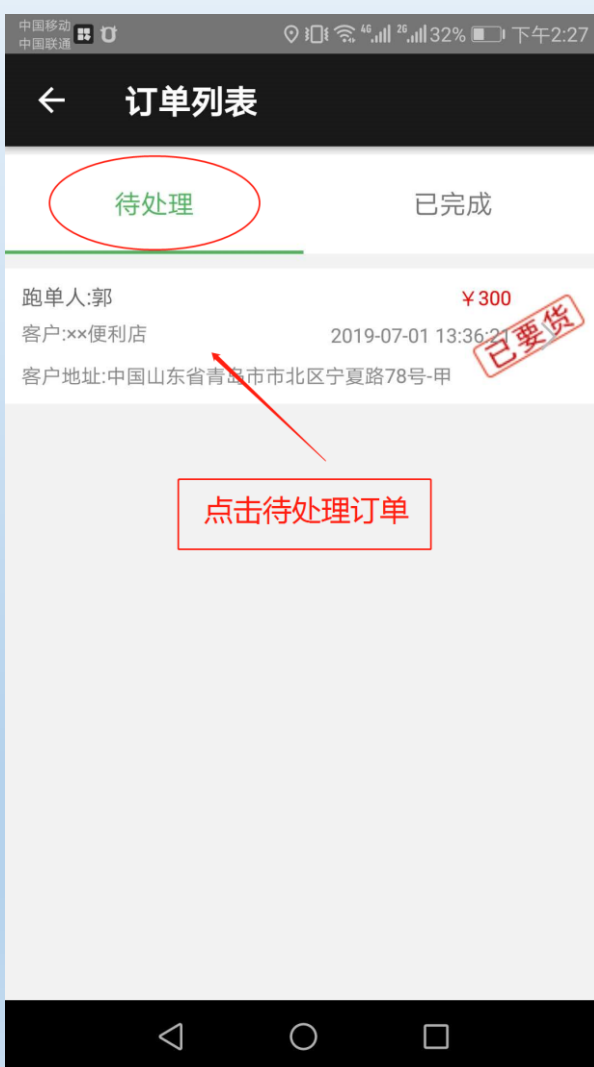 中国移动
中国联通
4G 2G 32% 下午2:27
订单列表
待处理 已完成
跑单人:郭 ￥300
客户:××便利店 2019-07-01 13:36:21
已要货
客户地址:中国山东省青岛市市北区宁夏路78号-甲
点击待处理订单